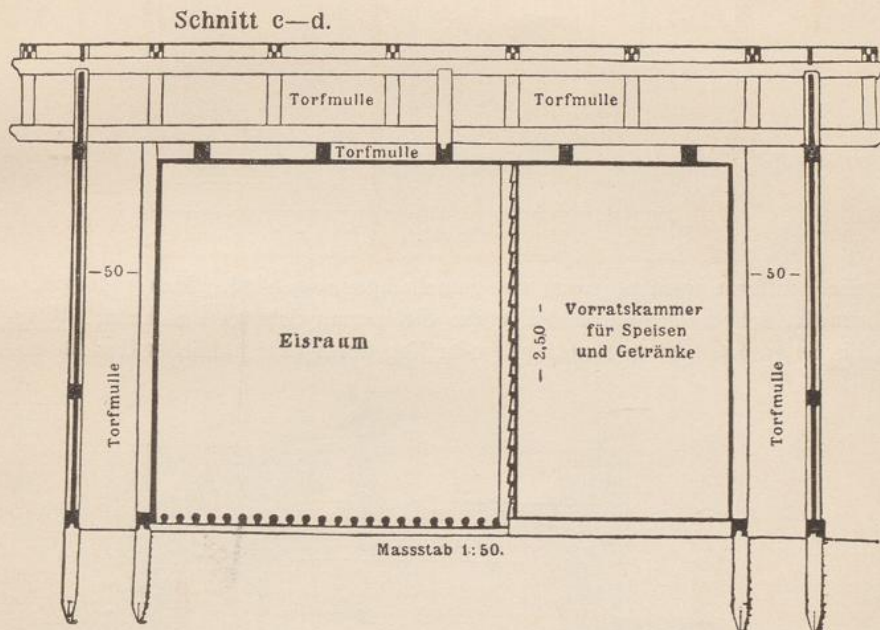 Schnitt c—d.
Torfmulle
Torfmulle
Torfmulle
—50—
—50—
Eisraum
— 2,50 —
Vorratskammer
für Speisen
und Getränke
Torfmulle
Torfmulle
Massstab 1:50.